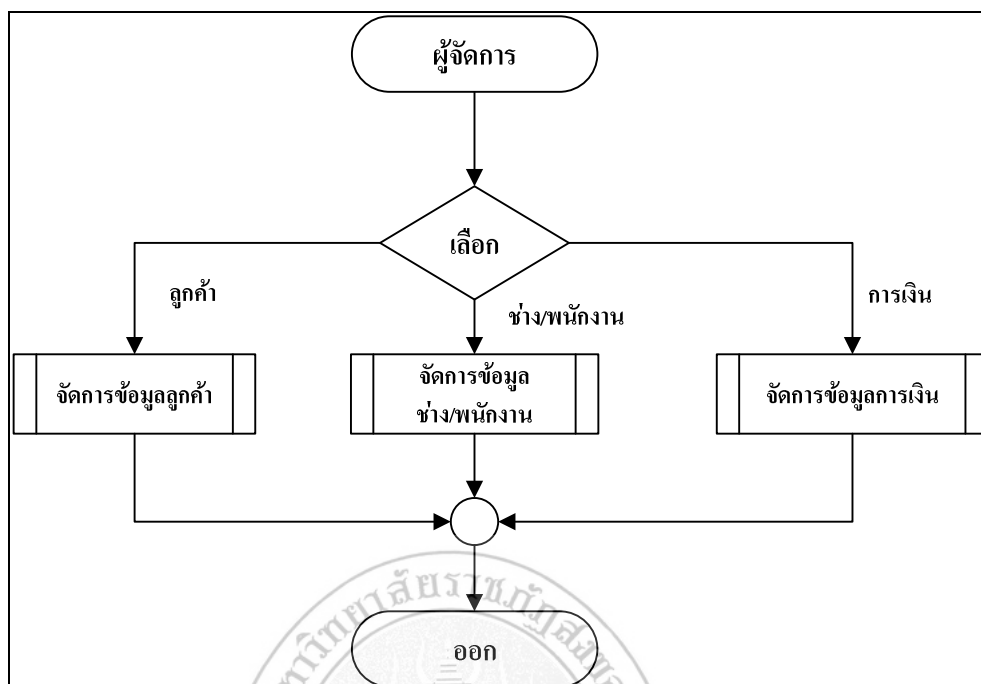 ผู้จัดการ
เลือก
ลูกค้า
ช่าง/พนักงาน
การเงิน
จัดการข้อมูลลูกค้า
จัดการข้อมูล
ช่าง/พนักงาน
จัดการข้อมูลการเงิน
ออก